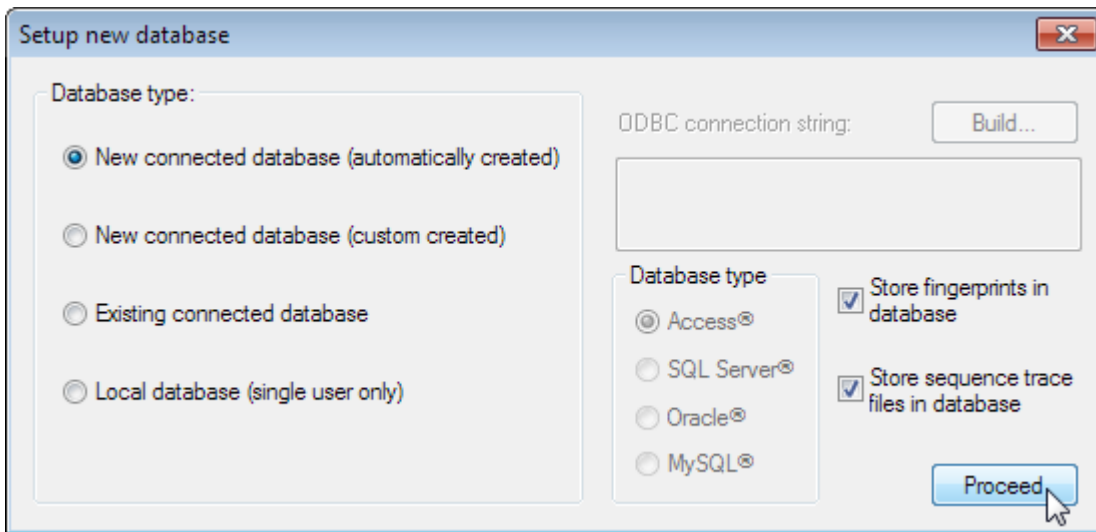 Setup new database
Database type:
New connected database (automatically created)
New connected database (custom created)
Existing connected database
Local database (single user only)
ODBC connection string:
Build...
Database type
Access®
SQL Server®
Oracle®
MySQL®
Store fingerprints in
database
Store sequence trace
files in database
Proceed